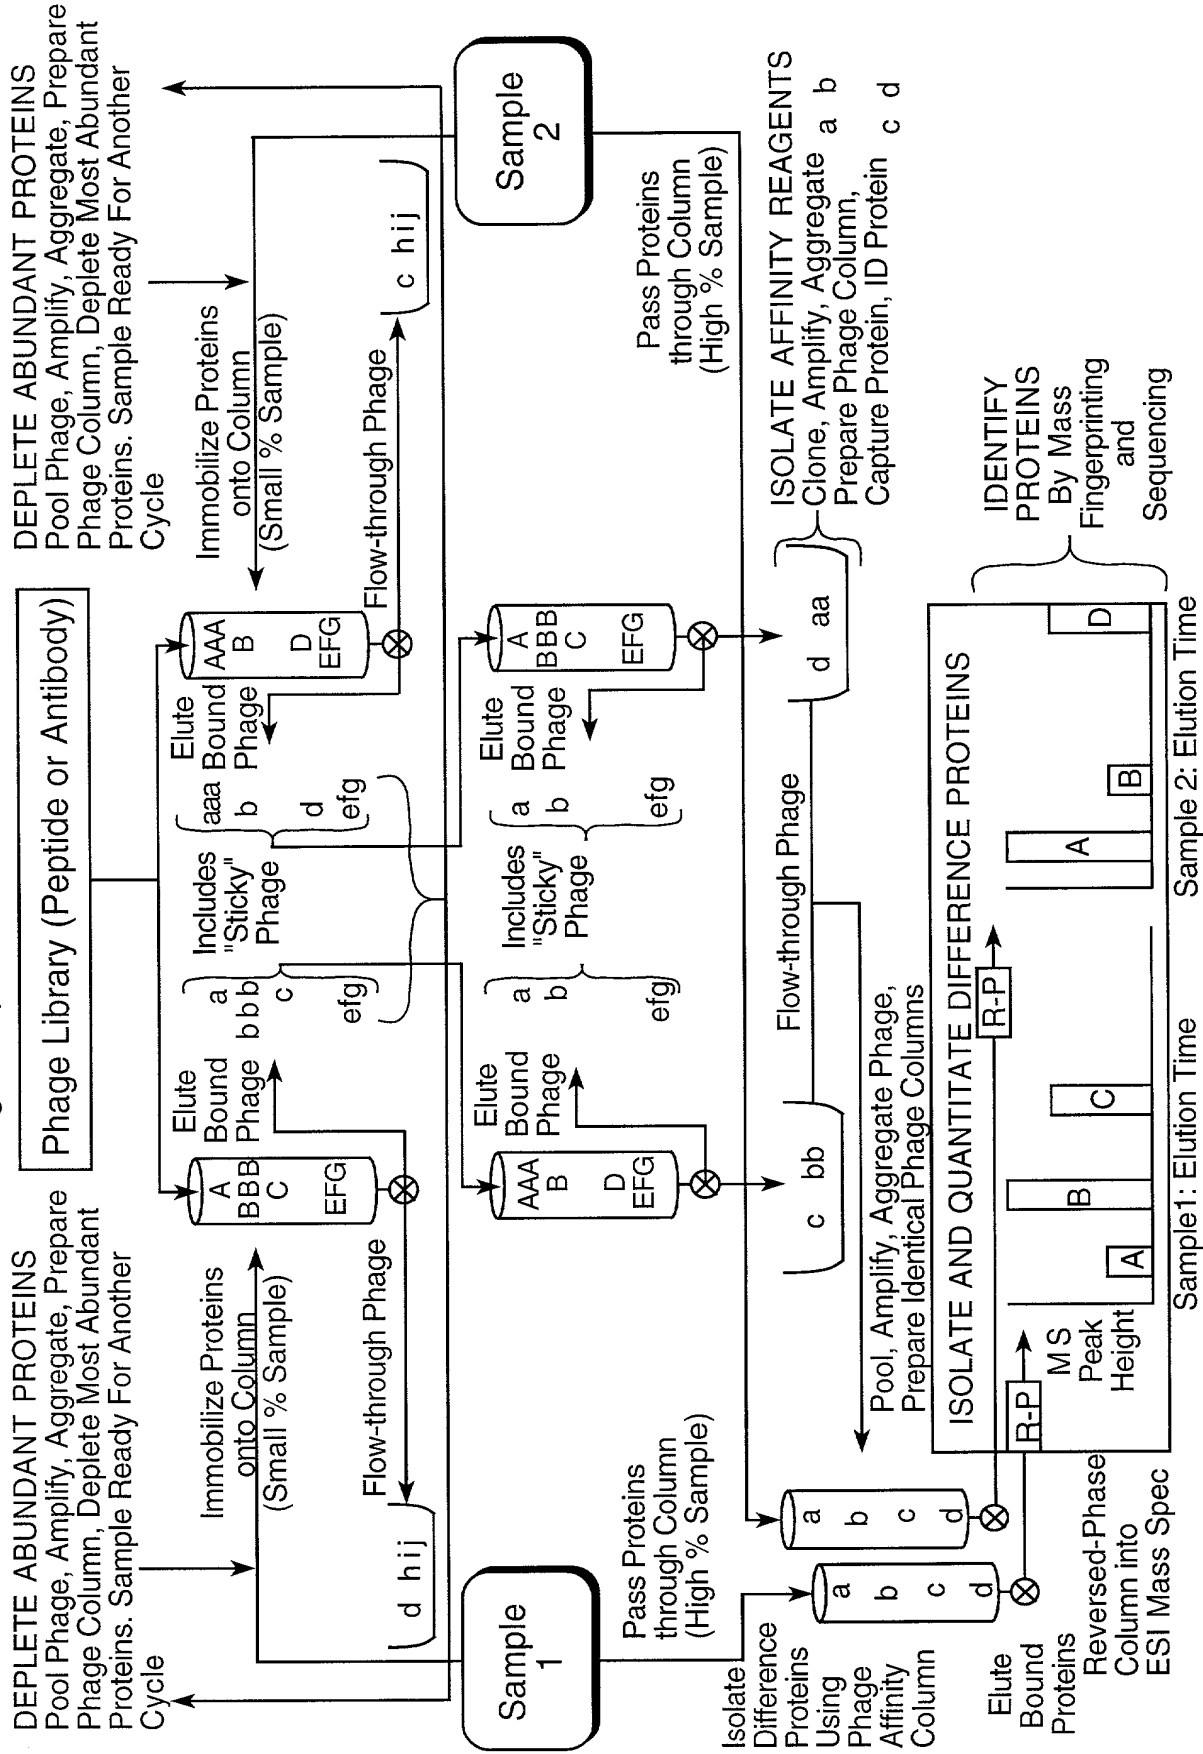 Phage Library (Peptide or Antibody)
DEPLETE ABUNDANT PROTEINS
Pool Phage, Amplify, Aggregate, Prepare
Phage Column, Deplete Most Abundant
Proteins. Sample Ready For Another
Cycle
DEPLETE ABUNDANT PROTEINS
Pool Phage, Amplify, Aggregate, Prepare
Phage Column, Deplete Most Abundant
Proteins. Sample Ready For Another
Cycle
Immobilize Proteins
onto Column
(Small % Sample)
A
BBB
C
EFG
Elute
Bound
Phage
a
bbb
c
efg
Includes
"Sticky"
Phage
aaa
b
d
efg
Elute
Bound
Phage
AAA
B
D
EFG
Immobilize Proteins
onto Column
(Small % Sample)
Flow-through Phage
d hij
Flow-through Phage
c hij
Sample
1
Sample
2
AAA
B
D
EFG
Elute
Bound
Phage
a
b
efg
Includes
"Sticky"
Phage
a
b
efg
Elute
Bound
Phage
A
BBB
C
EFG
Pass Proteins
through Column
(High % Sample)
Pass Proteins
through Column
(High % Sample)
c bb
Flow-through Phage
d aa
ISOLATE AFFINITY REAGENTS
Clone, Amplify, Aggregate a b
Prepare Phage Column,
Capture Protein, ID Protein c d
Isolate
Difference
Proteins
Using
Phage
Affinity
Column
a
b
c
d
a
b
c
d
Pool, Amplify, Aggregate Phage,
Prepare Identical Phage Columns
Elute
Bound
Proteins
Reversed-Phase
Column into
ESI Mass Spec
ISOLATE AND QUANTITATE DIFFERENCE PROTEINS
R-P
R-P
MS
Peak
Height
A
B
C
A
B
D
Sample1: Elution Time
Sample 2: Elution Time
IDENTIFY
PROTEINS
By Mass
Fingerprinting
and
Sequencing